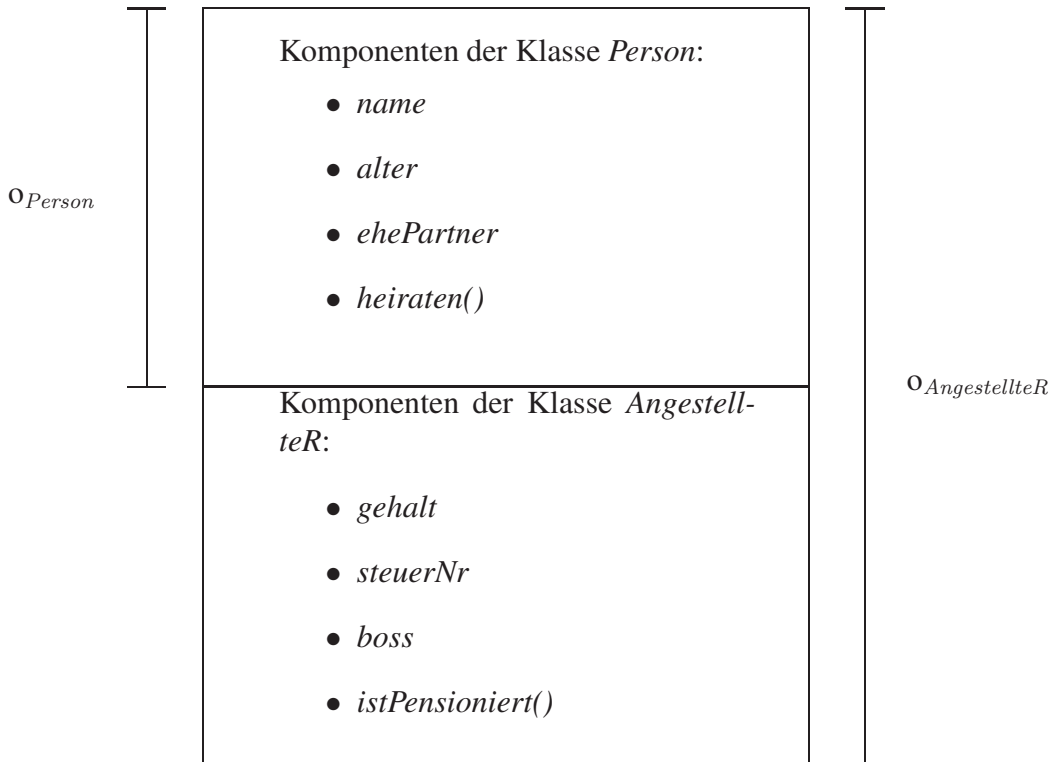 Komponenten der Klasse Person:
• name
• alter
• ehePartner
• heiraten()
o_Person
Komponenten der Klasse Angestell-
teR:
• gehalt
• steuerNr
• boss
• istPensioniert()
o_AngestellteR